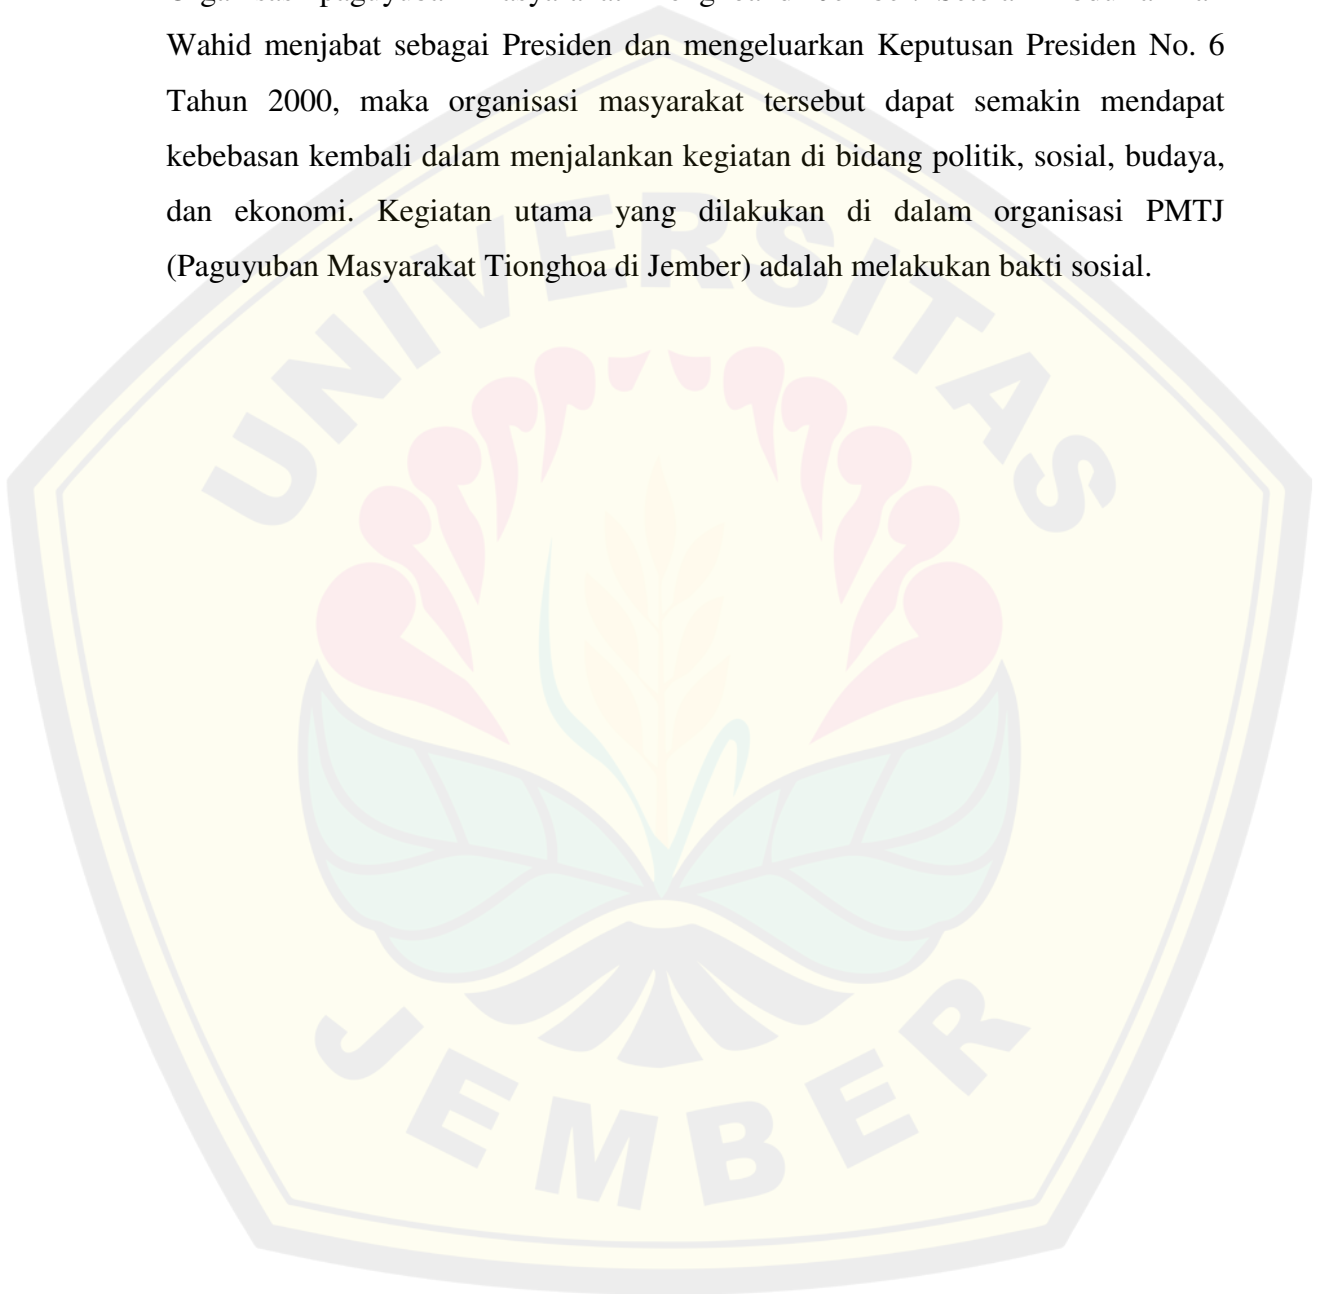 Wahid menjabat sebagai Presiden dan mengeluarkan Keputusan Presiden No. 6
Tahun 2000, maka organisasi masyarakat tersebut dapat semakin mendapat
kebebasan kembali dalam menjalankan kegiatan di bidang politik, sosial, budaya,
dan ekonomi. Kegiatan utama yang dilakukan di dalam organisasi PMTJ
(Paguyuban Masyarakat Tionghoa di Jember) adalah melakukan bakti sosial.
UNIVERSITAS
JEMBER